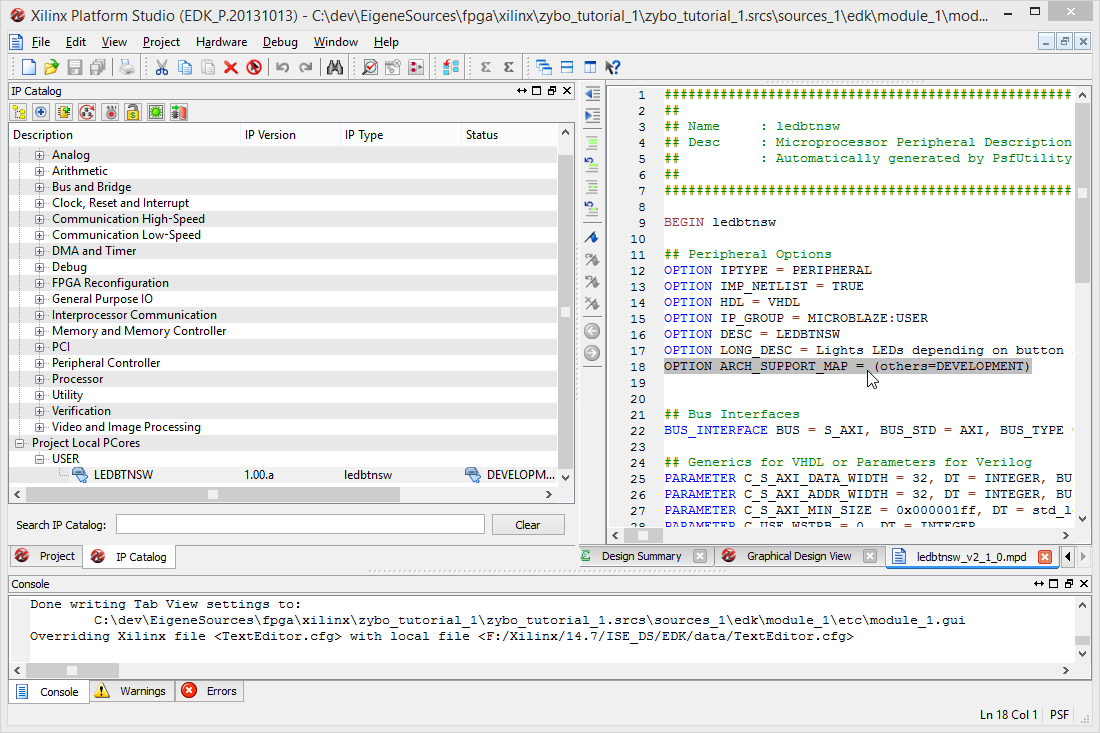 Xilinx Platform Studio (EDK_P.20131013) - C:\dev\EigeneSources\fpga\xilinx\zybo_tutorial_1\zybo_tutorial_1.srcs\sources_1\edk\module_1\mod...
File Edit View Project Hardware Debug Window Help
IP Catalog
Description IP Version IP Type Status
Analog
Arithmetic
Bus and Bridge
Clock, Reset and Interrupt
Communication High-Speed
Communication Low-Speed
DMA and Timer
Debug
FPGA Reconfiguration
General Purpose IO
Interprocessor Communication
Memory and Memory Controller
PCI
Peripheral Controller
Processor
Utility
Verification
Video and Image Processing
Project Local PCores
USER
LEDBTNSW 1.00.a ledbtnsw DEVELOPM...
Search IP Catalog: Clear
Project IP Catalog
1 ###################################################
2 ##
3 ## Name : ledbtnsw
4 ## Desc : Microprocessor Peripheral Description
5 ## : Automatically generated by PsfUtility
6 ##
7 ###################################################
8
9 BEGIN ledbtnsw
10
11 ## Peripheral Options
12 OPTION IPTYPE = PERIPHERAL
13 OPTION IMP_NETLIST = TRUE
14 OPTION HDL = VHDL
15 OPTION IP_GROUP = MICROBLAZE:USER
16 OPTION DESC = LEDBTNSW
17 OPTION LONG_DESC = Lights LEDs depending on button
18 OPTION ARCH_SUPPORT_MAP = (others=DEVELOPMENT)
19
20
21 ## Bus Interfaces
22 BUS_INTERFACE BUS = S_AXI, BUS_STD = AXI, BUS_TYPE =
23
24 ## Generics for VHDL or Parameters for Verilog
25 PARAMETER C_S_AXI_DATA_WIDTH = 32, DT = INTEGER, BU
26 PARAMETER C_S_AXI_ADDR_WIDTH = 32, DT = INTEGER, BU
27 PARAMETER C_S_AXI_MIN_SIZE = 0x000001ff, DT = std_lo
28 PARAMETER C_USE_WSTRB = 0, DT = INTEGER
Design Summary Graphical Design View ledbtnsw_v2_1_0.mpd
Console
Done writing Tab View settings to:
C:\dev\EigeneSources\fpga\xilinx\zybo_tutorial_1\zybo_tutorial_1.srcs\sources_1\edk\module_1\etc\module_1.gui
Overriding Xilinx file <TextEditor.cfg> with local file <F:/Xilinx/14.7/ISE_DS/EDK/data/TextEditor.cfg>
Console Warnings Errors
Ln 18 Col 1 PSF